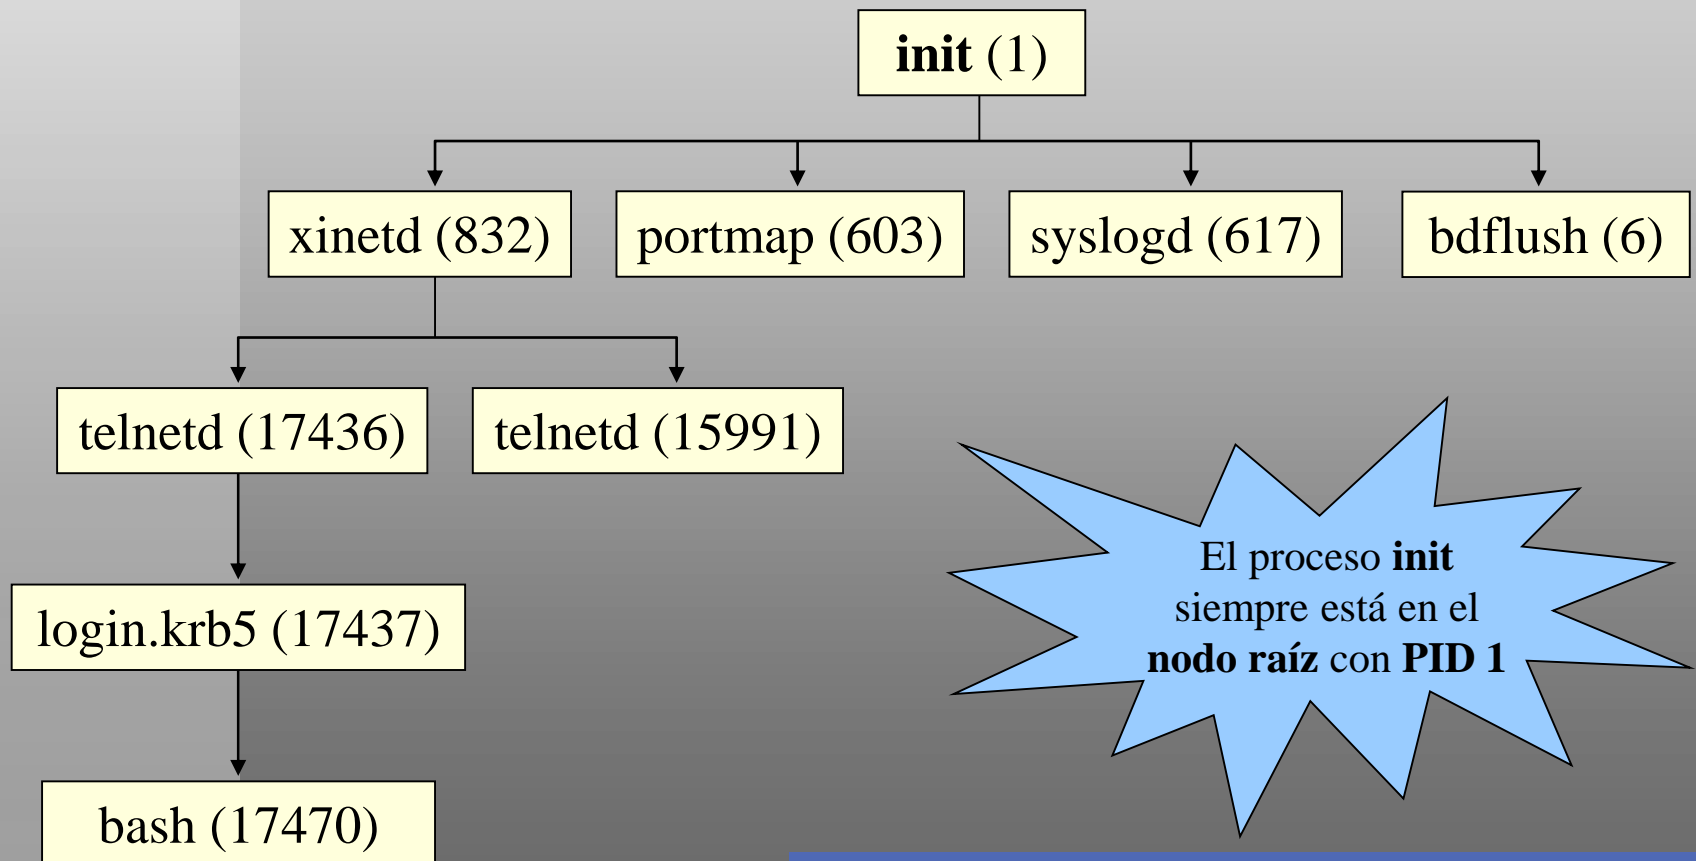 init (1)
xinetd (832)
portmap (603)
syslogd (617)
bdflush (6)
telnetd (17436)
telnetd (15991)
El proceso init
siempre está en el
nodo raíz con PID 1
login.krb5 (17437)
bash (17470)